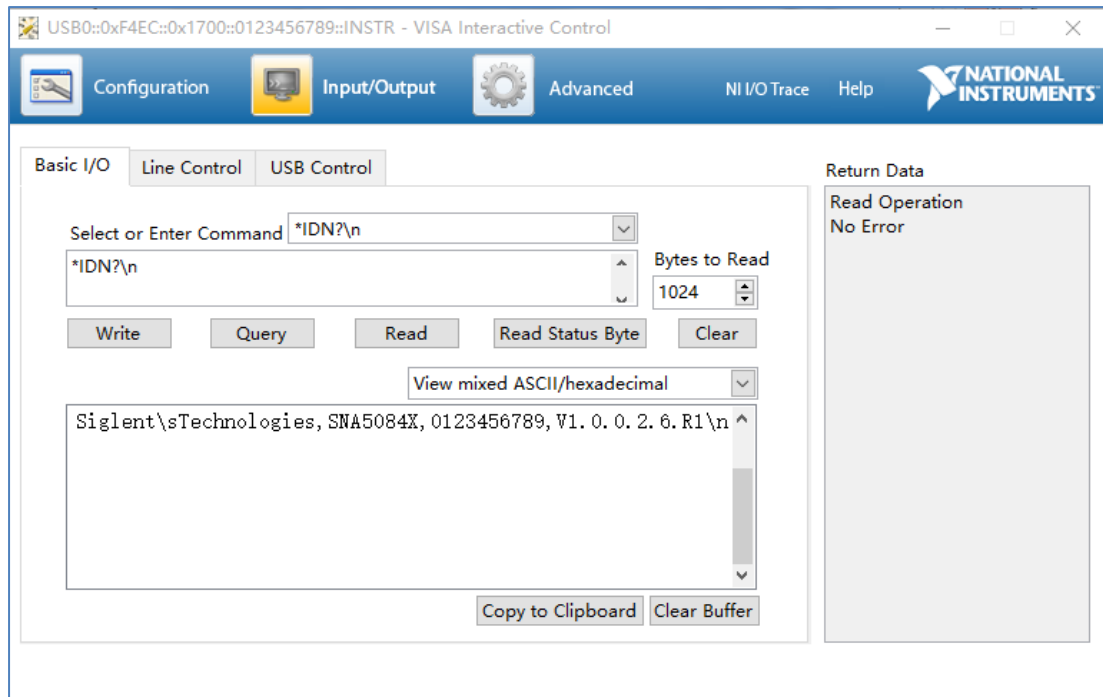 USB0::0xF4EC::0x1700::0123456789::INSTR - VISA Interactive Control
Configuration Input/Output Advanced NI I/O Trace Help NATIONAL INSTRUMENTS
Basic I/O Line Control USB Control
Return Data
Read Operation
No Error
Select or Enter Command *IDN?\n
*IDN?\n
Bytes to Read
1024
Write Query Read Read Status Byte Clear
View mixed ASCII/hexadecimal
Siglent\sTechnologies,SNA5084X,0123456789,V1.0.0.2.6.R1\n
Copy to Clipboard Clear Buffer